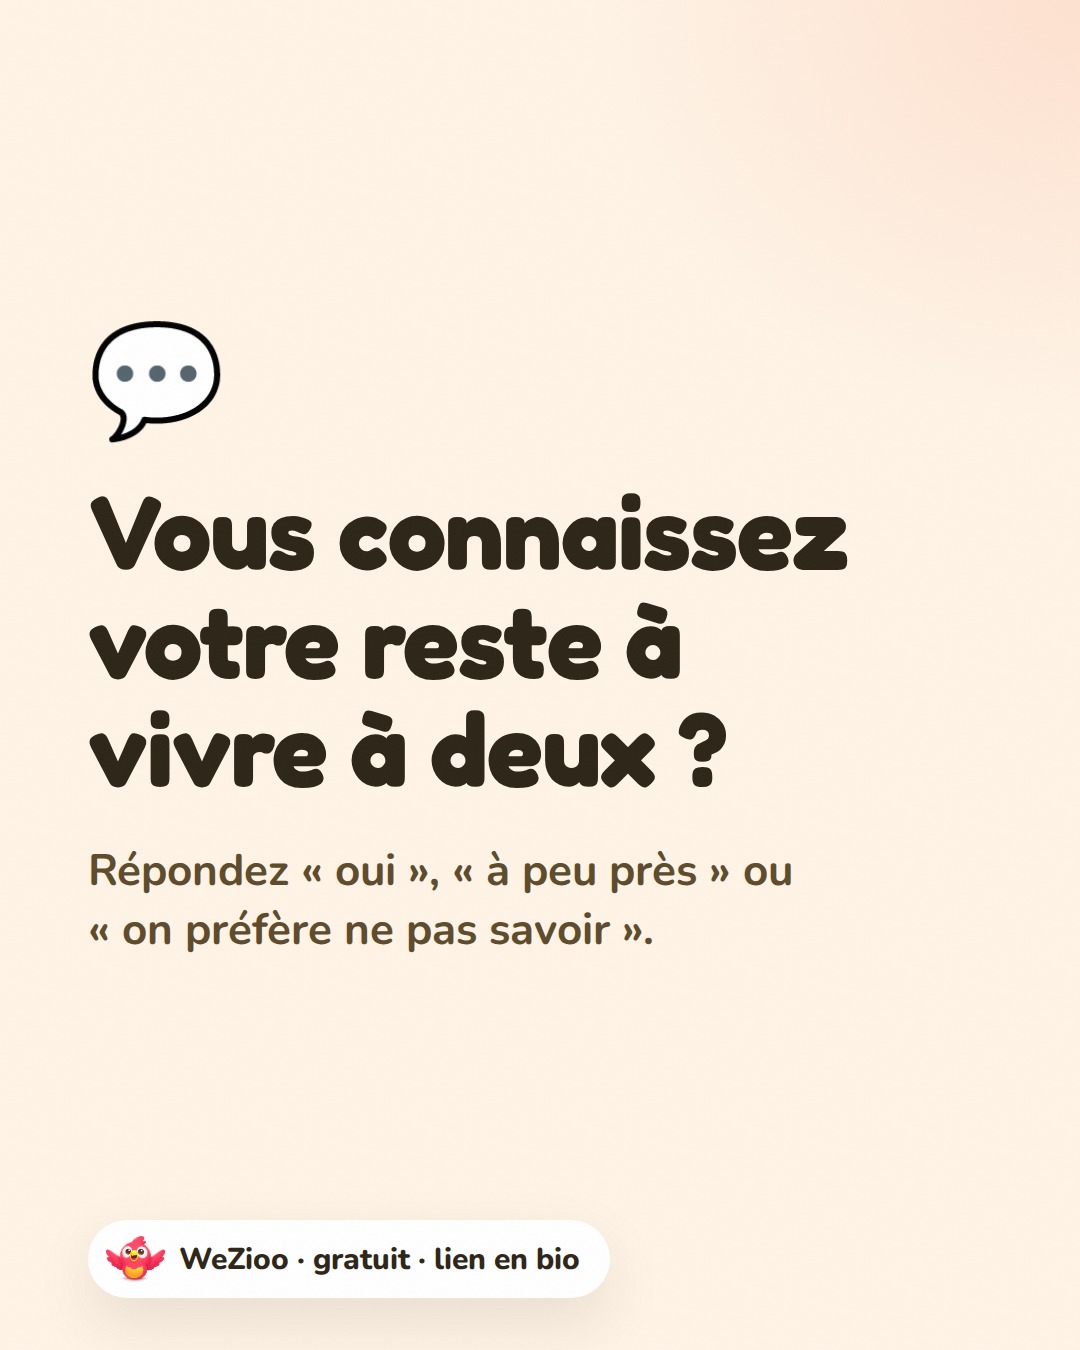 Vous connaissez
votre reste à
vivre à deux ?
Répondez « oui », « à peu près » ou
« on préfère ne pas savoir ».
WeZioo · gratuit · lien en bio